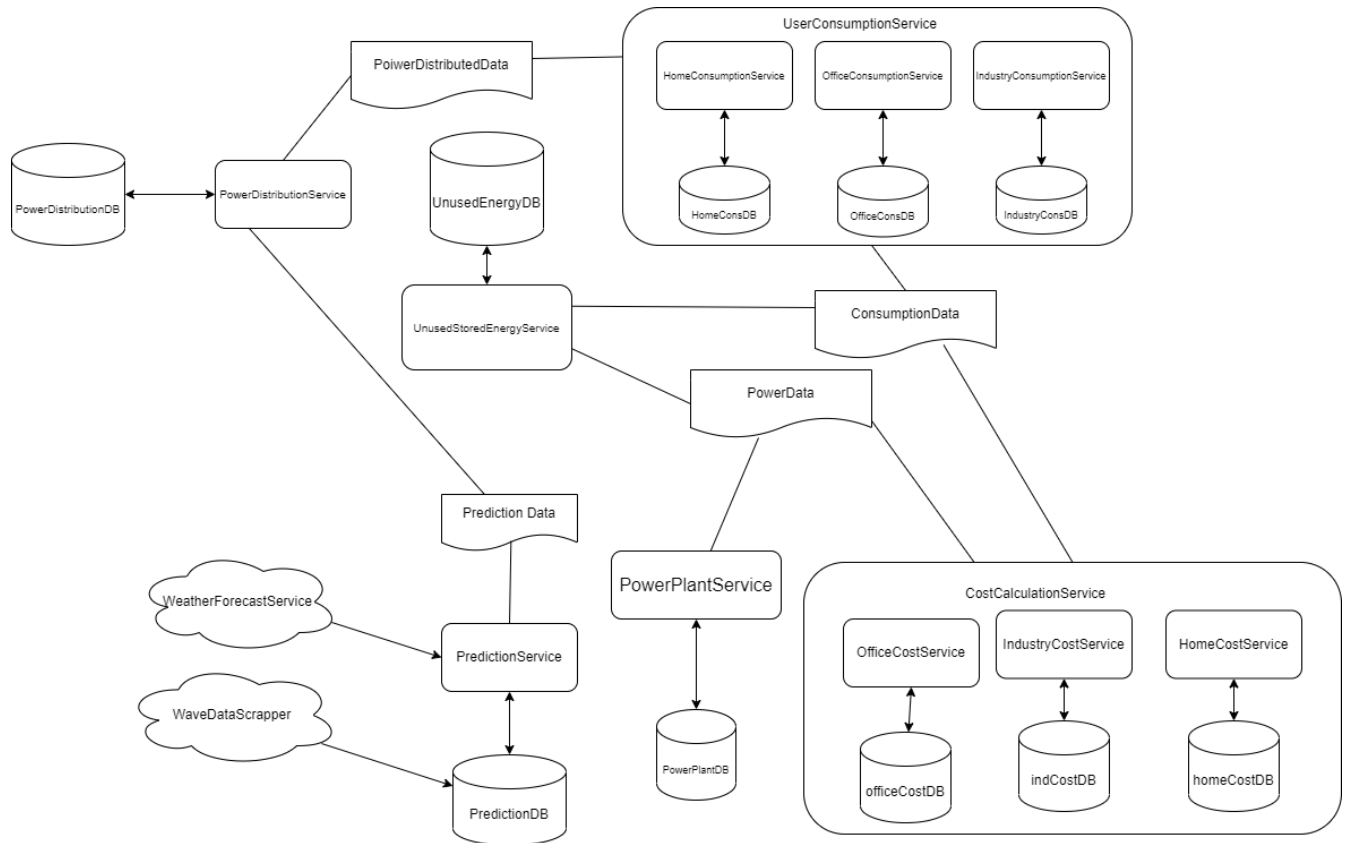 UserConsumptionService
PoiwerDistributedData
HomeConsumptionService
OfficeConsumptionService
IndustryConsumptionService
PowerDistributionDB
PowerDistributionService
UnusedEnergyDB
HomeConsDB
OfficeConsDB
IndustryConsDB
UnusedStoredEnergyService
ConsumptionData
PowerData
Prediction Data
PowerPlantService
CostCalculationService
WeatherForecastService
PredictionService
OfficeCostService
IndustryCostService
HomeCostService
WaveDataScrapper
PowerPlantDB
officeCostDB
indCostDB
homeCostDB
PredictionDB